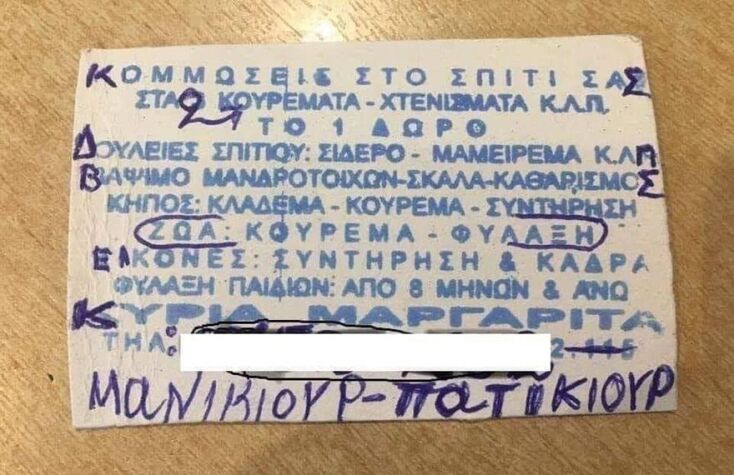 ΚΟΜΜΩΣΕΙΣ ΣΤΟ ΣΠΙΤΙ ΣΑΣ
ΣΤΑ 2 ΚΟΥΡΕΜΑΤΑ - ΧΤΕΝΙΣΜΑΤΑ Κ.Λ.Π.
ΤΟ 1 ΔΩΡΟ
ΔΟΥΛΕΙΕΣ ΣΠΙΤΙΟΥ: ΣΙΔΕΡΟ - ΜΑΜΕΙΡΕΜΑ Κ.Λ.Π
ΒΑΨΙΜΟ ΜΑΝΔΡΟΤΟΙΧΩΝ-ΣΚΑΛΑ-ΚΑΘΑΡΙΣΜΟΣ
ΚΗΠΟΣ: ΚΛΑΔΕΜΑ - ΚΟΥΡΕΜΑ - ΣΥΝΤΗΡΗΣΗ
ΖΩΑ: ΚΟΥΡΕΜΑ - ΦΥΛΑΞΗ
ΕΙΚΟΝΕΣ: ΣΥΝΤΗΡΗΣΗ & ΚΑΔΡΑ
ΦΥΛΑΞΗ ΠΑΙΔΙΩΝ: ΑΠΟ 8 ΜΗΝΩΝ & ΑΝΩ
ΚΥΡΙΑ ΜΑΡΓΑΡΙΤΑ
ΤΗΛ:
ΜαΝΙΚΙΟΥΡ-ΠαΤΙΚΙΟΥΡ